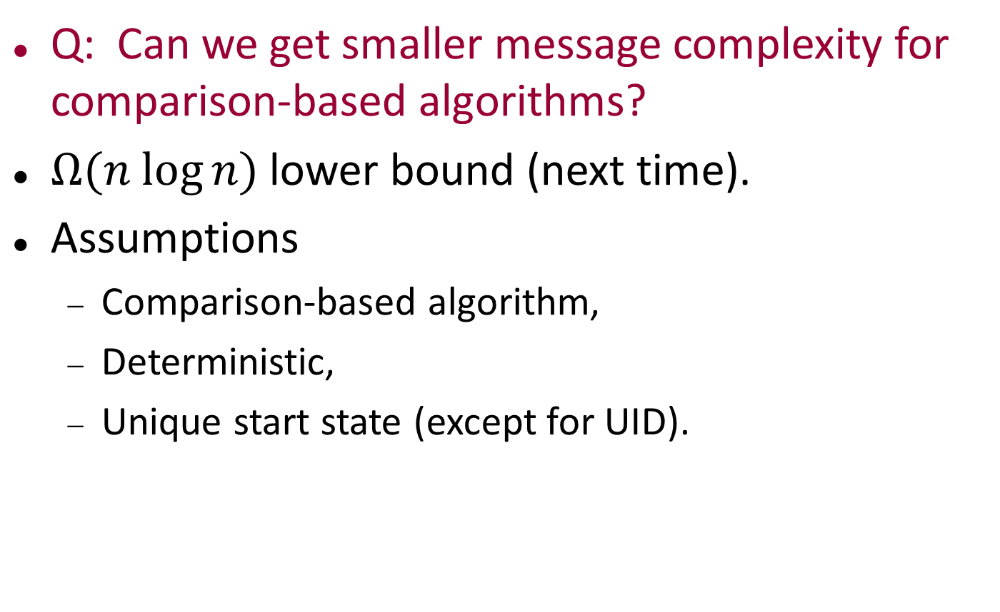 • Q: Can we get smaller message complexity for
comparison-based algorithms?
• Ω(n log n) lower bound (next time).
• Assumptions
– Comparison-based algorithm,
– Deterministic,
– Unique start state (except for UID).